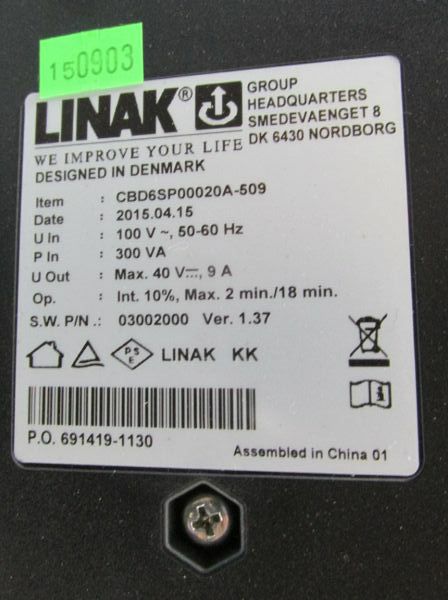 150903
LINAK®
GROUP
HEADQUARTERS
SMEDEVAENGET 8
DK 6430 NORDBORG
WE IMPROVE YOUR LIFE
DESIGNED IN DENMARK
Item : CBD6SP00020A-509
Date : 2015.04.15
U In : 100 V ~, 50-60 Hz
P In : 300 VA
U Out : Max. 40 V⎓, 9 A
Op. : Int. 10%, Max. 2 min./18 min.
S.W. P/N .: 03002000 Ver. 1.37
PS
E
LINAK KK
P.O. 691419-1130
Assembled in China 01